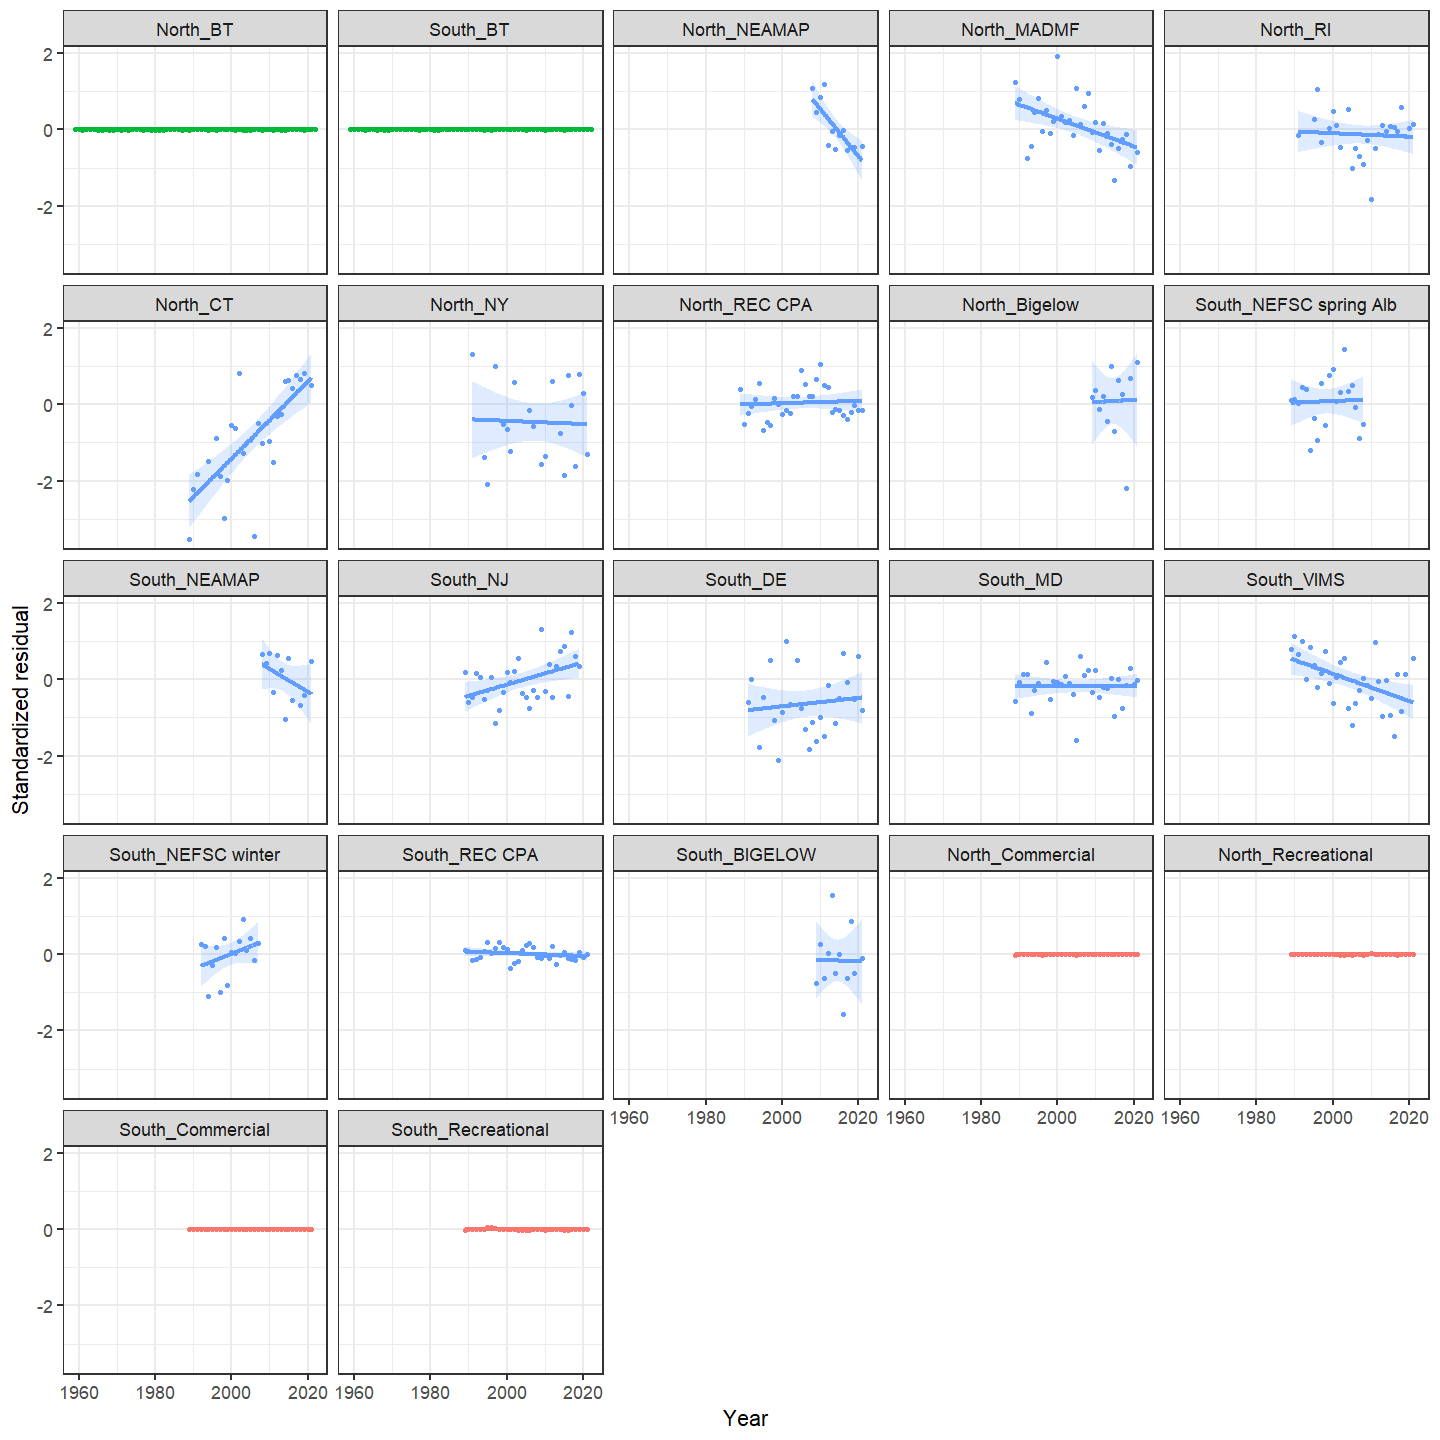 North_BT South_BT North_NEAMAP North_MADMF North_RI
2
0
-2
North_CT North_NY North_REC CPA North_Bigelow South_NEFSC spring Alb
2
0
-2
South_NEAMAP South_NJ South_DE South_MD South_VIMS
2
0
-2
Standardized residual
South_NEFSC winter South_REC CPA South_BIGELOW North_Commercial North_Recreational
2
0
-2
1960 1980 2000 2020 1960 1980 2000 2020 1960 1980 2000 2020
South_Commercial South_Recreational
2
0
-2
1960 1980 2000 2020 1960 1980 2000 2020
Year